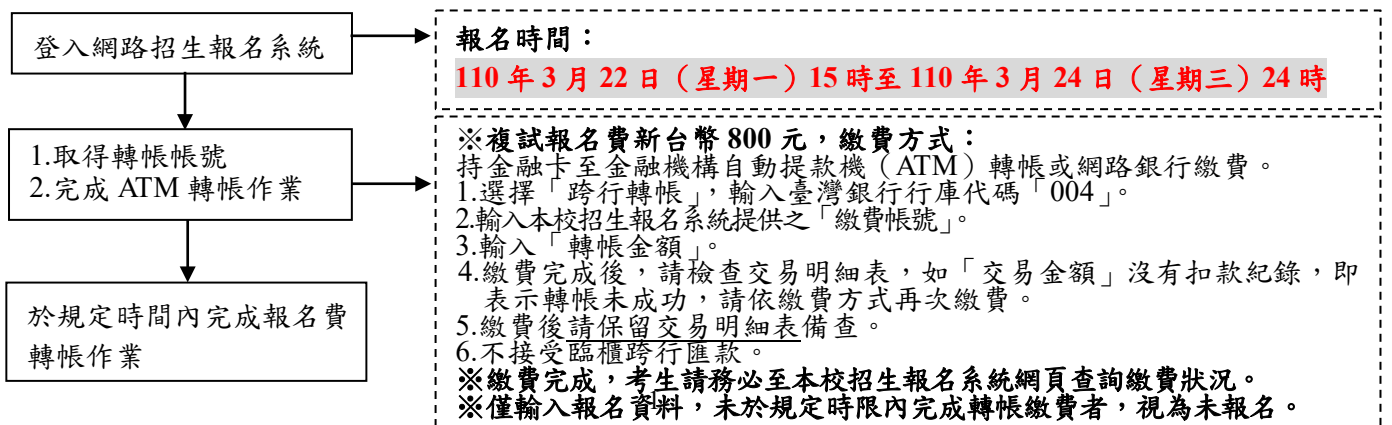 登入網路招生報名系統
報名時間：
110 年 3 月 22 日（星期一）15 時至 110 年 3 月 24 日（星期三）24 時
1.取得轉帳帳號
2.完成 ATM 轉帳作業
※複試報名費新台幣 800 元，繳費方式：
持金融卡至金融機構自動提款機（ATM）轉帳或網路銀行繳費。
1.選擇「跨行轉帳」，輸入臺灣銀行行庫代碼「004」。
2.輸入本校招生報名系統提供之「繳費帳號」。
3.輸入「轉帳金額」。
4.繳費完成後，請檢查交易明細表，如「交易金額」沒有扣款紀錄，即
表示轉帳未成功，請依繳費方式再次繳費。
5.繳費後請保留交易明細表備查。
6.不接受臨櫃跨行匯款。
※繳費完成，考生請務必至本校招生報名系統網頁查詢繳費狀況。
※僅輸入報名資料，未於規定時限內完成轉帳繳費者，視為未報名。
於規定時間內完成報名費
轉帳作業